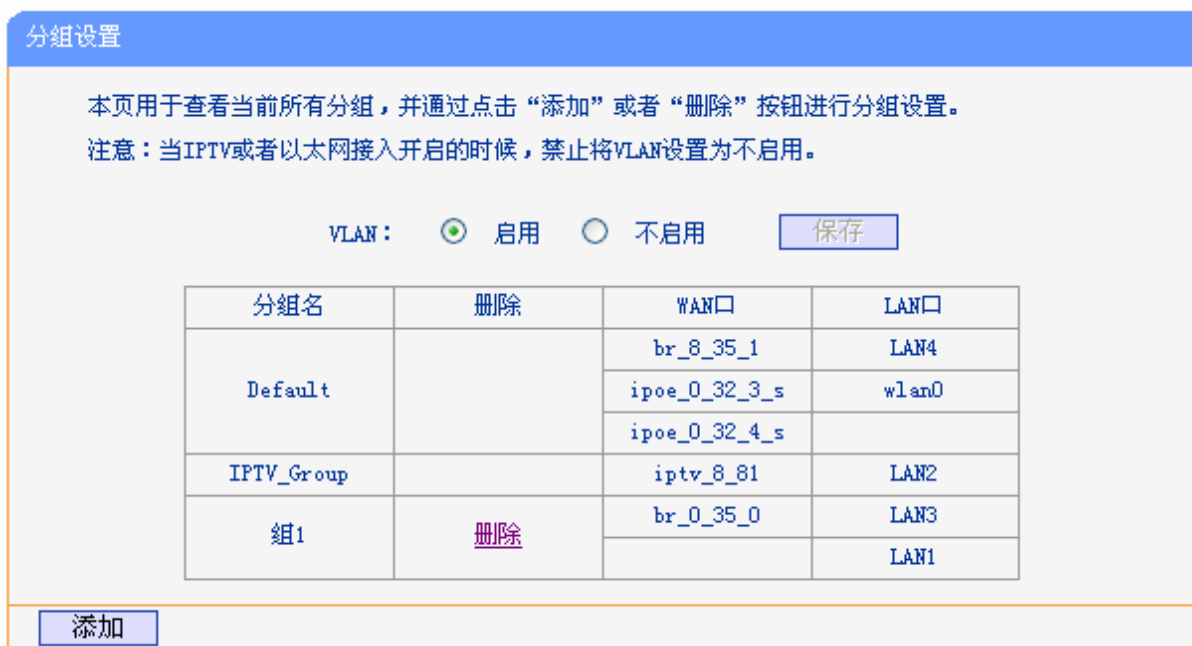 分组设置
本页用于查看当前所有分组，并通过点击“添加”或者“删除”按钮进行分组设置。
注意：当IPTV或者以太网接入开启的时候，禁止将VLAN设置为不启用。
VLAN： 启用 不启用 保存
分组名 删除 WAN口 LAN口
Default br_8_35_1 LAN4
ipoe_0_32_3_s wlan0
ipoe_0_32_4_s
IPTV_Group iptv_8_81 LAN2
组1 删除 br_0_35_0 LAN3
LAN1
添加